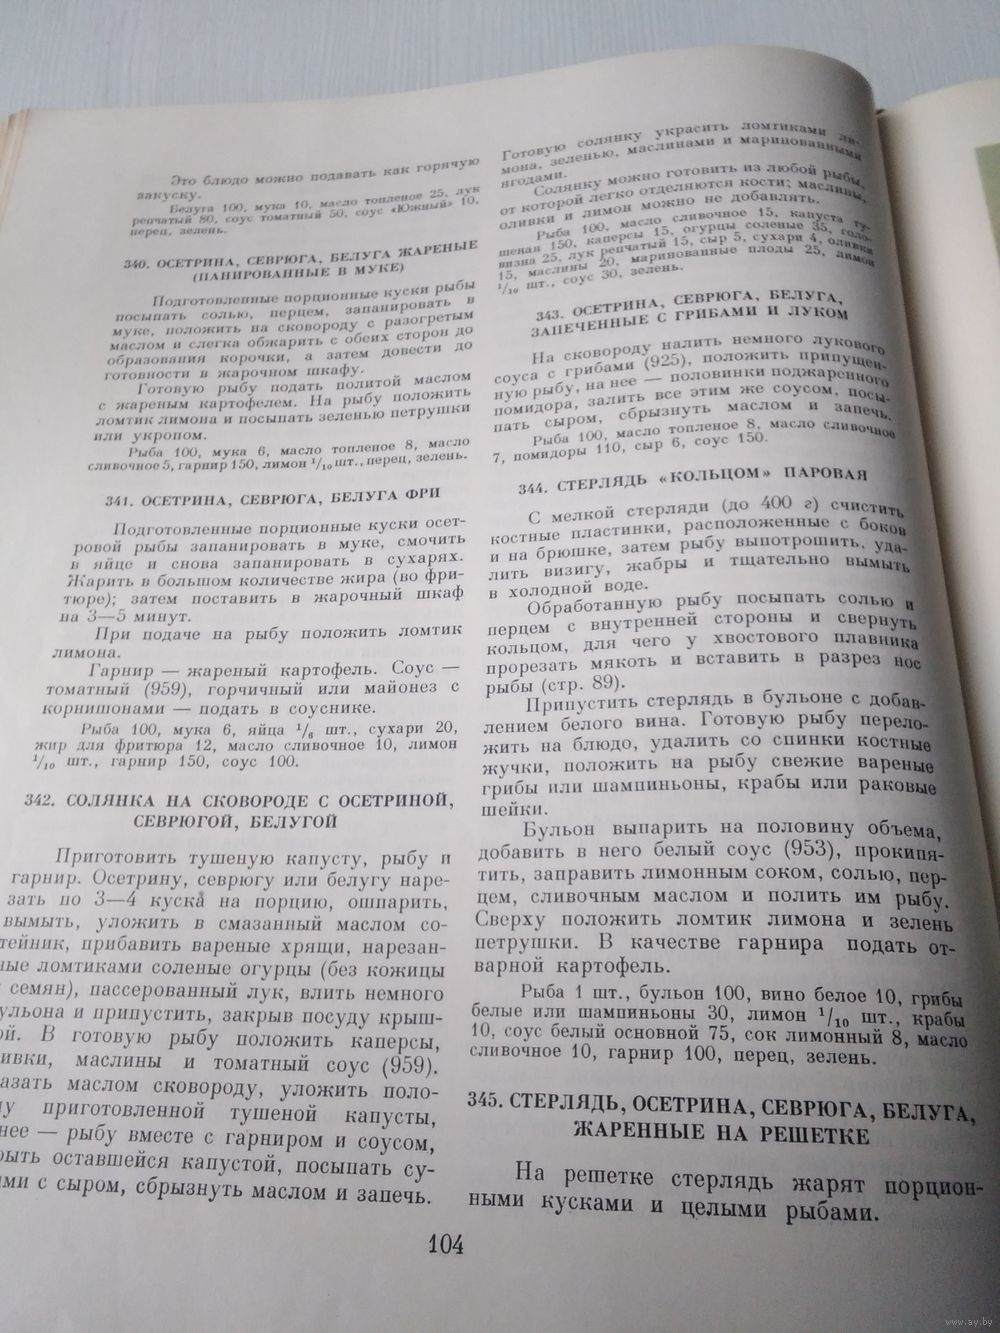 Это блюдо можно подавать как горячую
закуску.
Белуга 100, мука 10, масло топленое 25, лук
репчатый 80, соус томатный 50, соус «Южный» 10,
перец, зелень.
340. ОСЕТРИНА, СЕВРЮГА, БЕЛУГА ЖАРЕНЫЕ
(ПАНИРОВАННЫЕ В МУКЕ)
Подготовленные порционные куски рыбы
посыпать солью, перцем, запанировать в
муке, положить на сковороду с разогретым
маслом и слегка обжарить с обеих сторон до
образования корочки, а затем довести до
готовности в жарочном шкафу.
Готовую рыбу подать политой маслом
с жареным картофелем. На рыбу положить
ломтик лимона и посыпать зеленью петрушки
или укропом.
Рыба 100, мука 6, масло топленое 8, масло
сливочное 5, гарнир 150, лимон 1/10 шт., перец, зелень.
341. ОСЕТРИНА, СЕВРЮГА, БЕЛУГА ФРИ
Подготовленные порционные куски осет-
ровой рыбы запанировать в муке, смочить
в яйце и снова запанировать в сухарях.
Жарить в большом количестве жира (во фри-
тюре); затем поставить в жарочный шкаф
на 3—5 минут.
При подаче на рыбу положить ломтик
лимона.
Гарнир — жареный картофель. Соус —
томатный (959), горчичный или майонез с
корнишонами — подать в соуснике.
Рыба 100, мука 6, яйца 1/6 шт., сухари 20,
жир для фритюра 12, масло сливочное 10, лимон
1/10 шт., гарнир 150, соус 100.
342. СОЛЯНКА НА СКОВОРОДЕ С ОСЕТРИНОЙ,
СЕВРЮГОЙ, БЕЛУГОЙ
Приготовить тушеную капусту, рыбу и
гарнир. Осетрину, севрюгу или белугу наре-
зать по 3—4 куска на порцию, ошпарить,
вымыть, уложить в смазанный маслом со-
тейник, прибавить вареные хрящи, нарезан-
ные ломтиками соленые огурцы (без кожицы
семян), пассерованный лук, влить немного
ульона и припустить, закрыв посуду крыш-
ой. В готовую рыбу положить каперсы,
ивки, маслины и томатный соус (959).
азать маслом сковороду, уложить поло-
у приготовленной тушеной капусты,
нее — рыбу вместе с гарниром и соусом,
рыть оставшейся капустой, посыпать су-
ями с сыром, сбрызнуть маслом и запечь.
Готовую солянку украсить ломтиками ли-
мона, зеленью, маслинами и маринованными
ягодами.
Солянку можно готовить из любой рыбы,
от которой легко отделяются кости; маслины,
оливки и лимон можно не добавлять.
Рыба 100, масло сливочное 15, капуста ту-
шеная 150, каперсы 15, огурцы соленые 35, голо-
визна 25, лук репчатый 15, сыр 5, сухари 4, оливки
15, маслины 20, маринованные плоды 25, лимон
1/10 шт., соус 30, зелень.
343. ОСЕТРИНА, СЕВРЮГА, БЕЛУГА,
ЗАПЕЧЕННЫЕ С ГРИБАМИ И ЛУКОМ
На сковороду налить немного лукового
соуса с грибами (925), положить припущен-
ную рыбу, на нее — половинки поджаренного
помидора, залить все этим же соусом, посы-
пать сыром, сбрызнуть маслом и запечь.
Рыба 100, масло топленое 8, масло сливочное
7, помидоры 110, сыр 6, соус 150.
344. СТЕРЛЯДЬ «КОЛЬЦОМ» ПАРОВАЯ
С мелкой стерляди (до 400 г) счистить
костные пластинки, расположенные с боков
и на брюшке, затем рыбу выпотрошить, уда-
лить визигу, жабры и тщательно вымыть
в холодной воде.
Обработанную рыбу посыпать солью и
перцем с внутренней стороны и свернуть
кольцом, для чего у хвостового плавника
прорезать мякоть и вставить в разрез нос
рыбы (стр. 89).
Припустить стерлядь в бульоне с добав-
лением белого вина. Готовую рыбу перело-
жить на блюдо, удалить со спинки костные
жучки, положить на рыбу свежие вареные
грибы или шампиньоны, крабы или раковые
шейки.
Бульон выпарить на половину объема,
добавить в него белый соус (953), прокипя-
тить, заправить лимонным соком, солью, пер-
цем, сливочным маслом и полить им рыбу.
Сверху положить ломтик лимона и зелень
петрушки. В качестве гарнира подать от-
варной картофель.
Рыба 1 шт., бульон 100, вино белое 10, грибы
белые или шампиньоны 30, лимон 1/10 шт., крабы
10, соус белый основной 75, сок лимонный 8, масло
сливочное 10, гарнир 100, перец, зелень.
345. СТЕРЛЯДЬ, ОСЕТРИНА, СЕВРЮГА, БЕЛУГА,
ЖАРЕННЫЕ НА РЕШЕТКЕ
На решетке стерлядь жарят порцион-
ными кусками и целыми рыбами.
104
www.ay.by